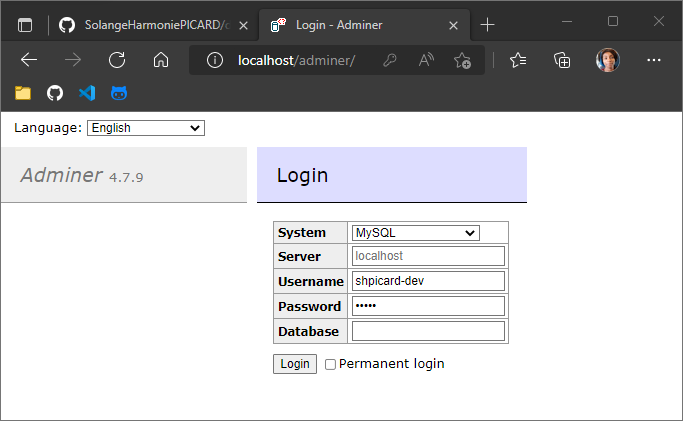 SolangeHarmoniePICARD/
Login - Adminer
localhost/adminer/
Language: English
Adminer 4.7.9
Login
System MySQL
Server localhost
Username shpicard-dev
Password •••••
Database
Login Permanent login